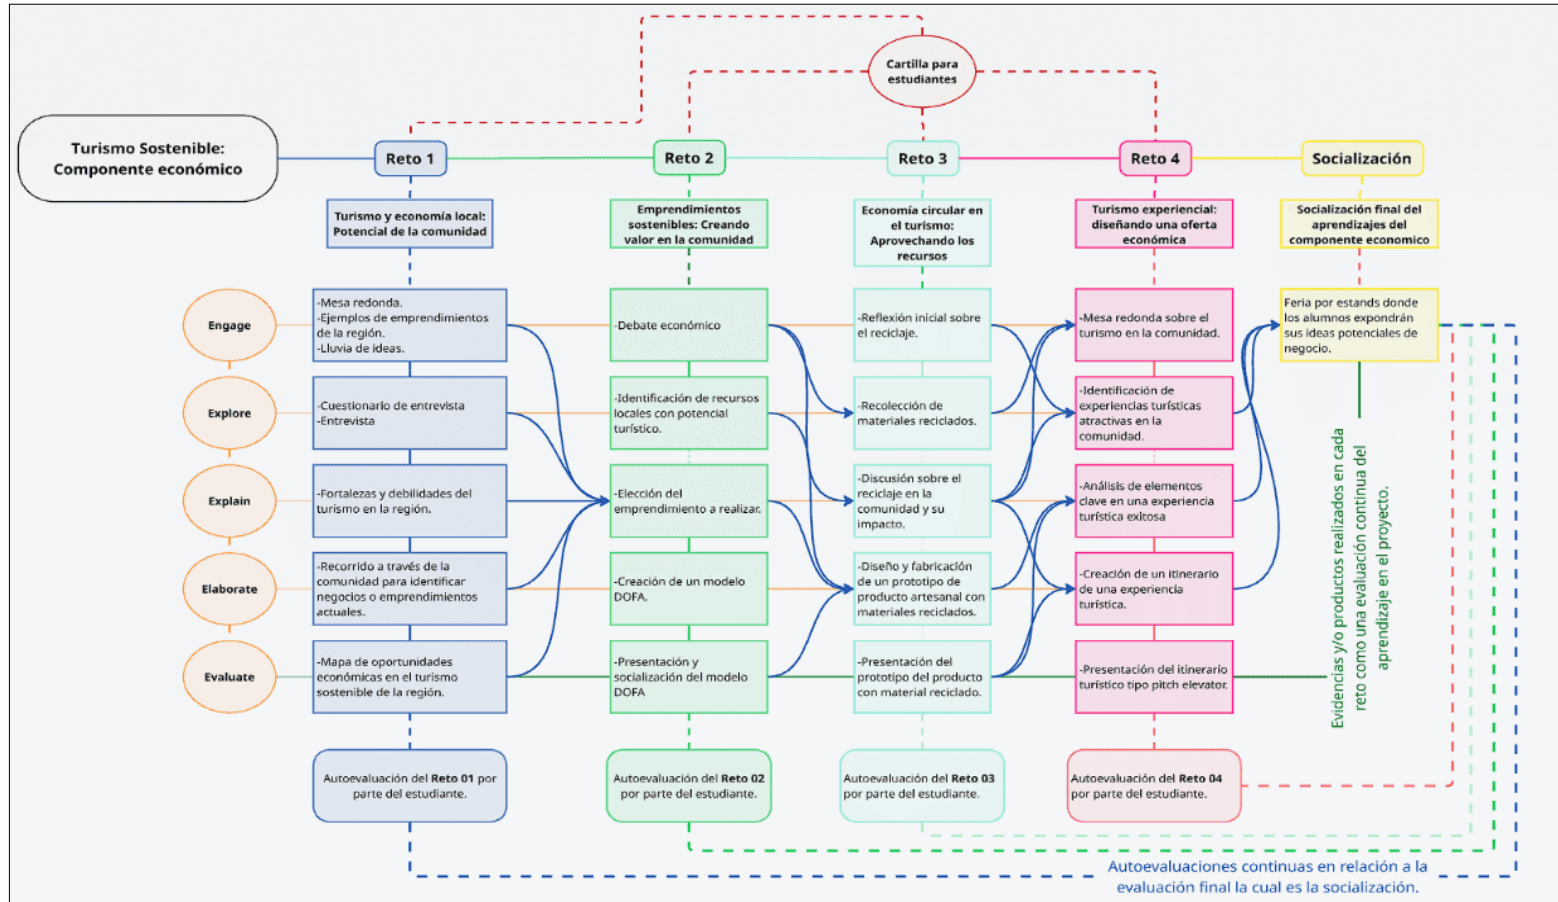 Cartilla para
estudiantes
Turismo Sostenible:
Componente económico
Reto 1
Reto 2
Reto 3
Reto 4
Socialización
Turismo y economía local:
Potencial de la comunidad
Emprendimientos
sostenibles: Creando
valor en la comunidad
Economía circular en
el turismo:
Aprovechando los
recursos
Turismo experiencial:
diseñando una oferta
económica
Socialización final del
aprendizajes del
componente economico
Engage
-Mesa redonda.
-Ejemplos de emprendimientos
de la región.
-Lluvia de ideas.
-Debate económico
-Reflexión inicial sobre
el reciclaje.
-Mesa redonda sobre el
turismo en la comunidad.
Feria por estands donde
los alumnos expondrán
sus ideas potenciales de
negocio.
Explore
-Cuestionario de entrevista
-Entrevista
-Identificación de recursos
locales con potencial
turístico.
-Recolección de
materiales reciclados.
-Identificación de
experiencias turísticas
atractivas en la
comunidad.
Explain
-Fortalezas y debilidades del
turismo en la región.
-Elección del
emprendimiento a realizar.
-Discusión sobre el
reciclaje en la
comunidad y su
impacto.
-Análisis de elementos
clave en una experiencia
turística exitosa
Elaborate
-Recorrido a través de la
comunidad para identificar
negocios o emprendimientos
actuales.
-Creación de un modelo
DOFA.
-Diseño y fabricación
de un prototipo de
producto artesanal con
materiales reciclados.
-Creación de un itinerario
de una experiencia
turística.
Evaluate
-Mapa de oportunidades
económicas en el turismo
sostenible de la región.
-Presentación y
socialización del modelo
DOFA
-Presentación del
prototipo del producto
con material reciclado.
-Presentación del itinerario
turístico tipo pitch elevator.
Evidencias y/o productos realizados en cada
reto como una evaluación continua del
aprendizaje en el proyecto.
Autoevaluación del Reto 01 por
parte del estudiante.
Autoevaluación del Reto 02
por parte del estudiante.
Autoevaluación del Reto 03
por parte del estudiante.
Autoevaluación del Reto 04
por parte del estudiante.
Autoevaluaciones continuas en relación a la
evaluación final la cual es la socialización.